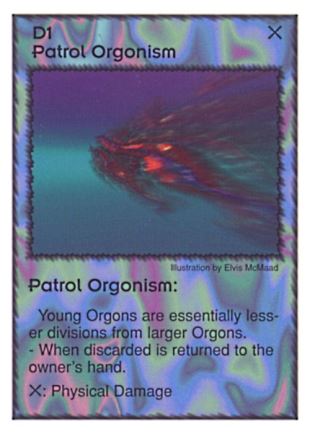 D1 X
Patrol Orgonism
Illustration by Elvis McMaad
Patrol Orgonism:
Young Orgons are essentially less-
er divisions from larger Orgons.
- When discarded is returned to the
owner's hand.
X: Physical Damage